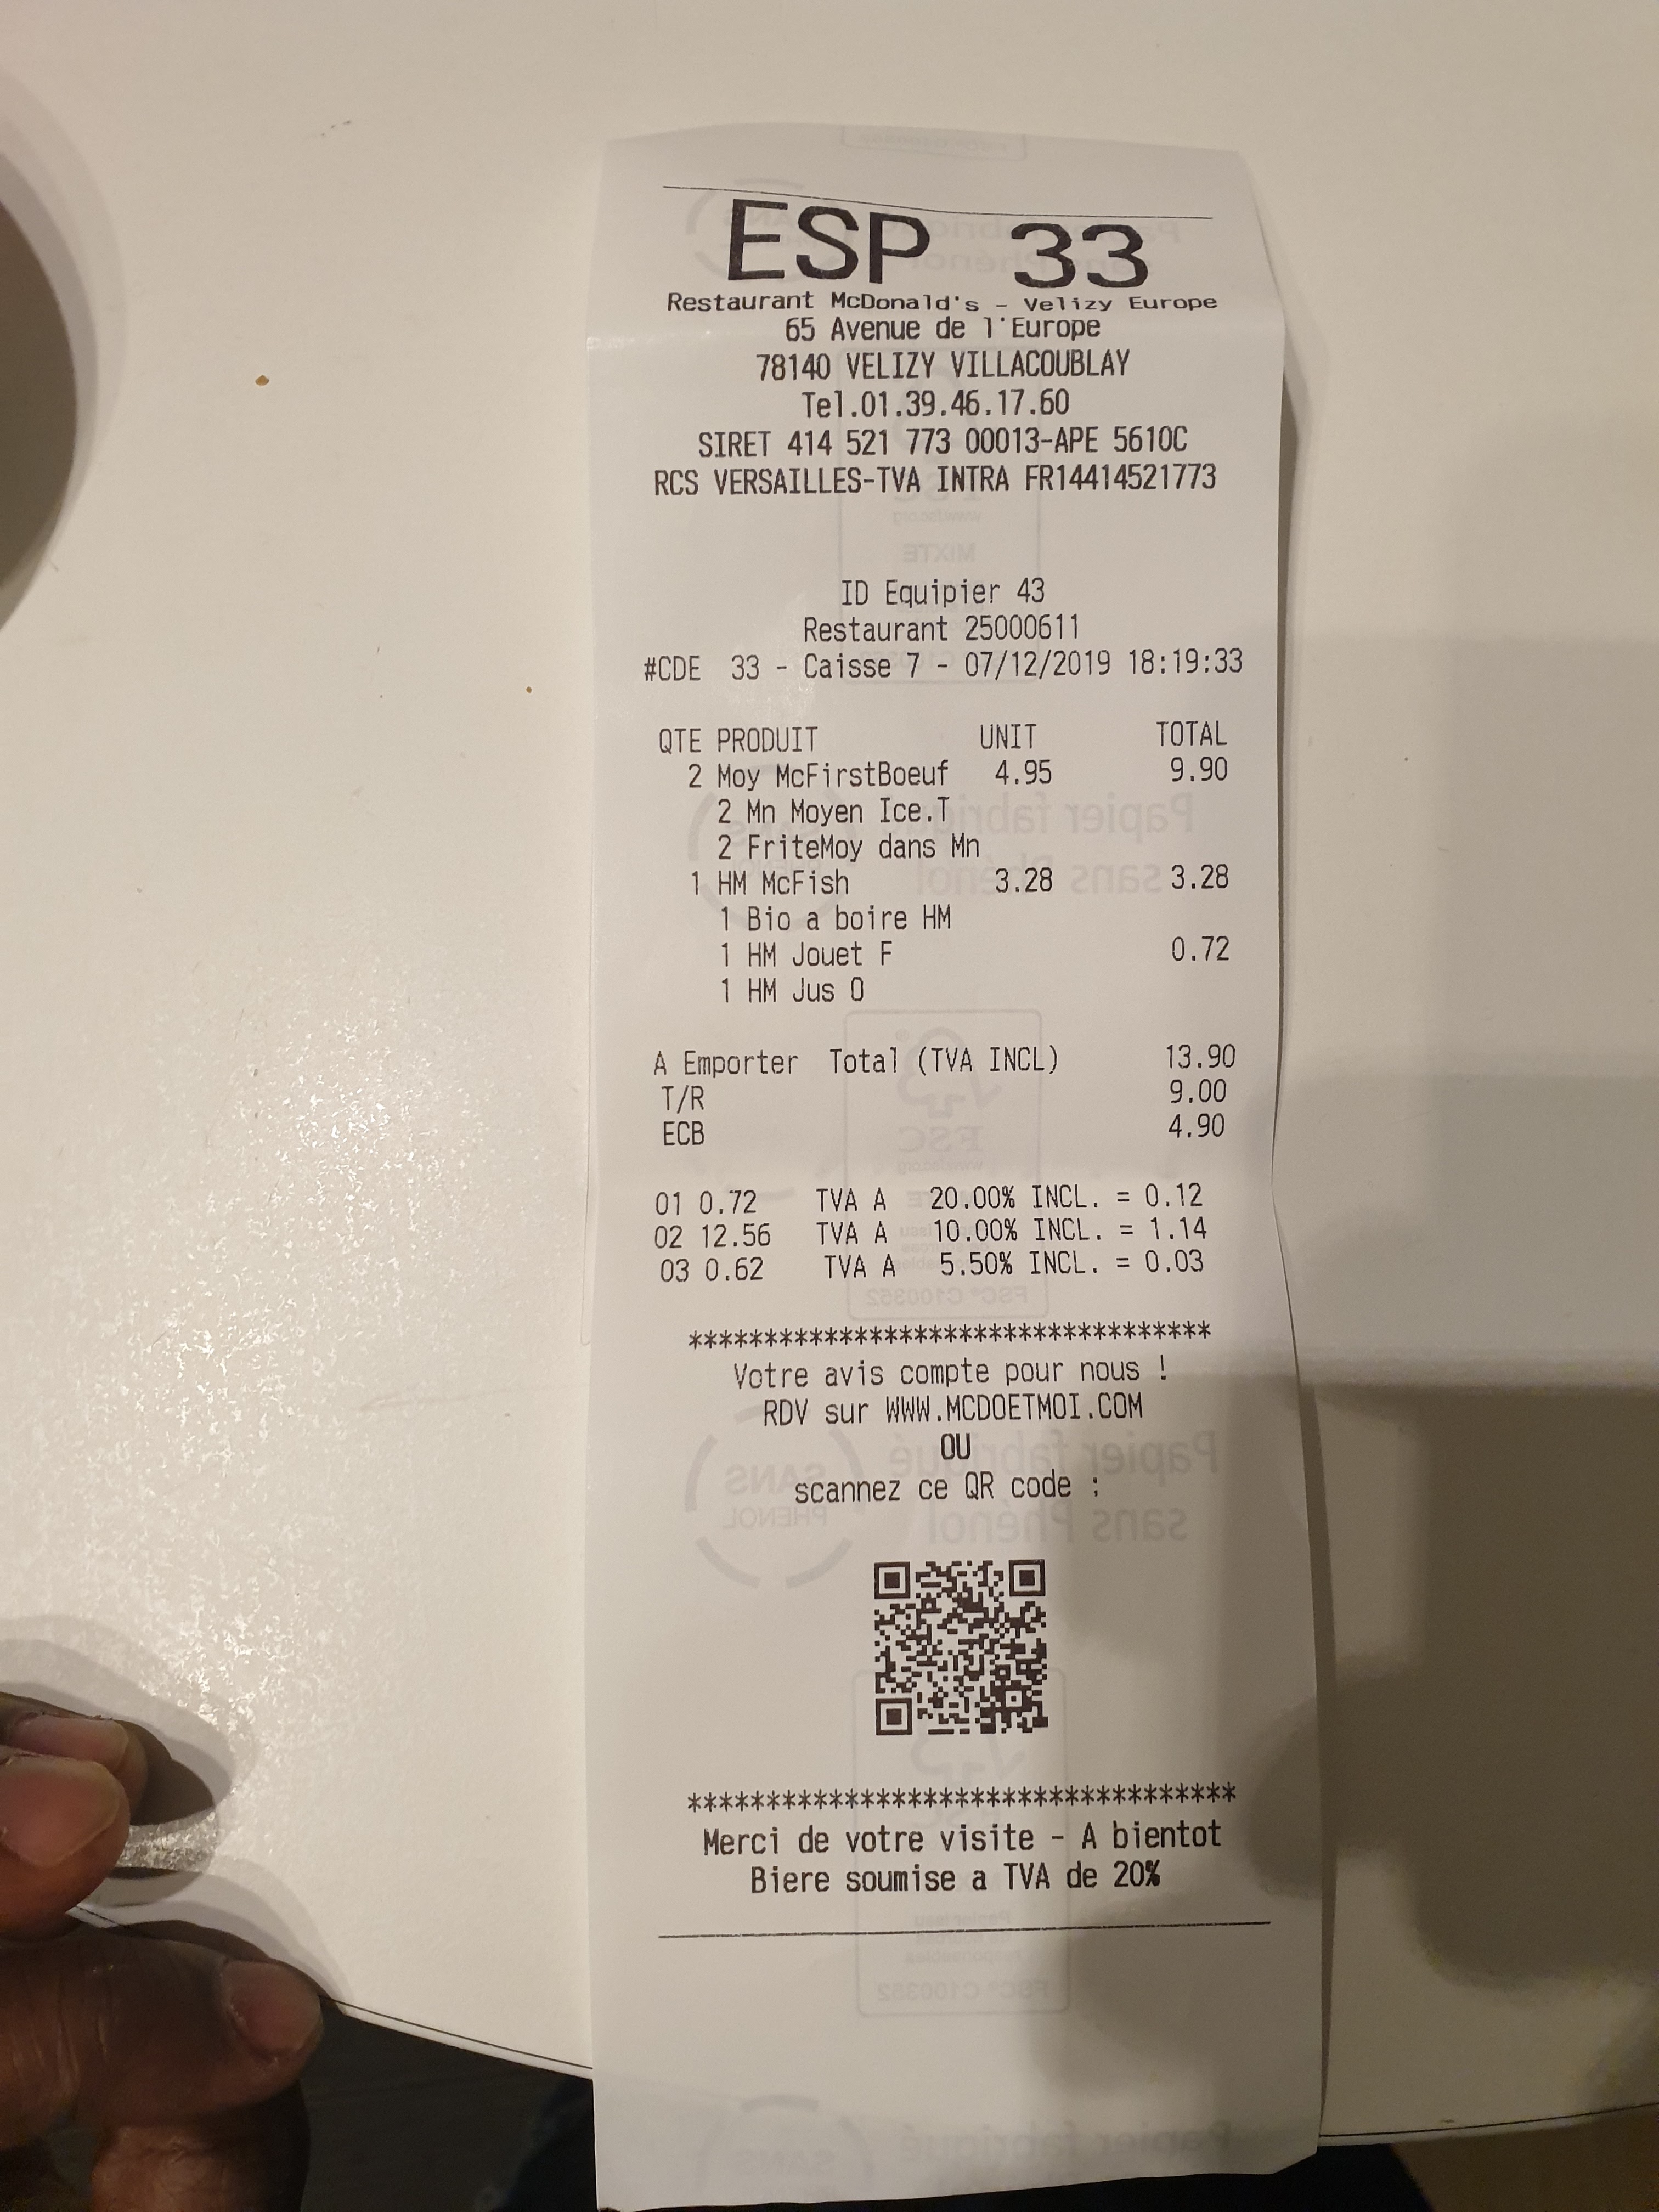 ESP 33
Restaurant McDonald's - Velizy Europe
65 Avenue de l'Europe
78140 VELIZY VILLACOUBLAY
Tel.01.39.46.17.60
SIRET 414 521 773 00013-APE 5610C
RCS VERSAILLES-TVA INTRA FR14414521773
ID Equipier 43
Restaurant 25000611
#CDE 33 - Caisse 7 - 07/12/2019 18:19:33
QTE PRODUIT UNIT TOTAL
2 Moy McFirstBoeuf 4.95 9.90
2 Mn Moyen Ice.T
2 FriteMoy dans Mn
1 HM McFish 3.28 3.28
1 Bio a boire HM
1 HM Jouet F 0.72
1 HM Jus O
A Emporter Total (TVA INCL) 13.90
T/R 9.00
ECB 4.90
01 0.72 TVA A 20.00% INCL. = 0.12
02 12.56 TVA A 10.00% INCL. = 1.14
03 0.62 TVA A 5.50% INCL. = 0.03
***********************************
Votre avis compte pour nous !
RDV sur WWW.MCDOETMOI.COM
OU
scannez ce QR code :
***********************************
Merci de votre visite - A bientot
Biere soumise a TVA de 20%